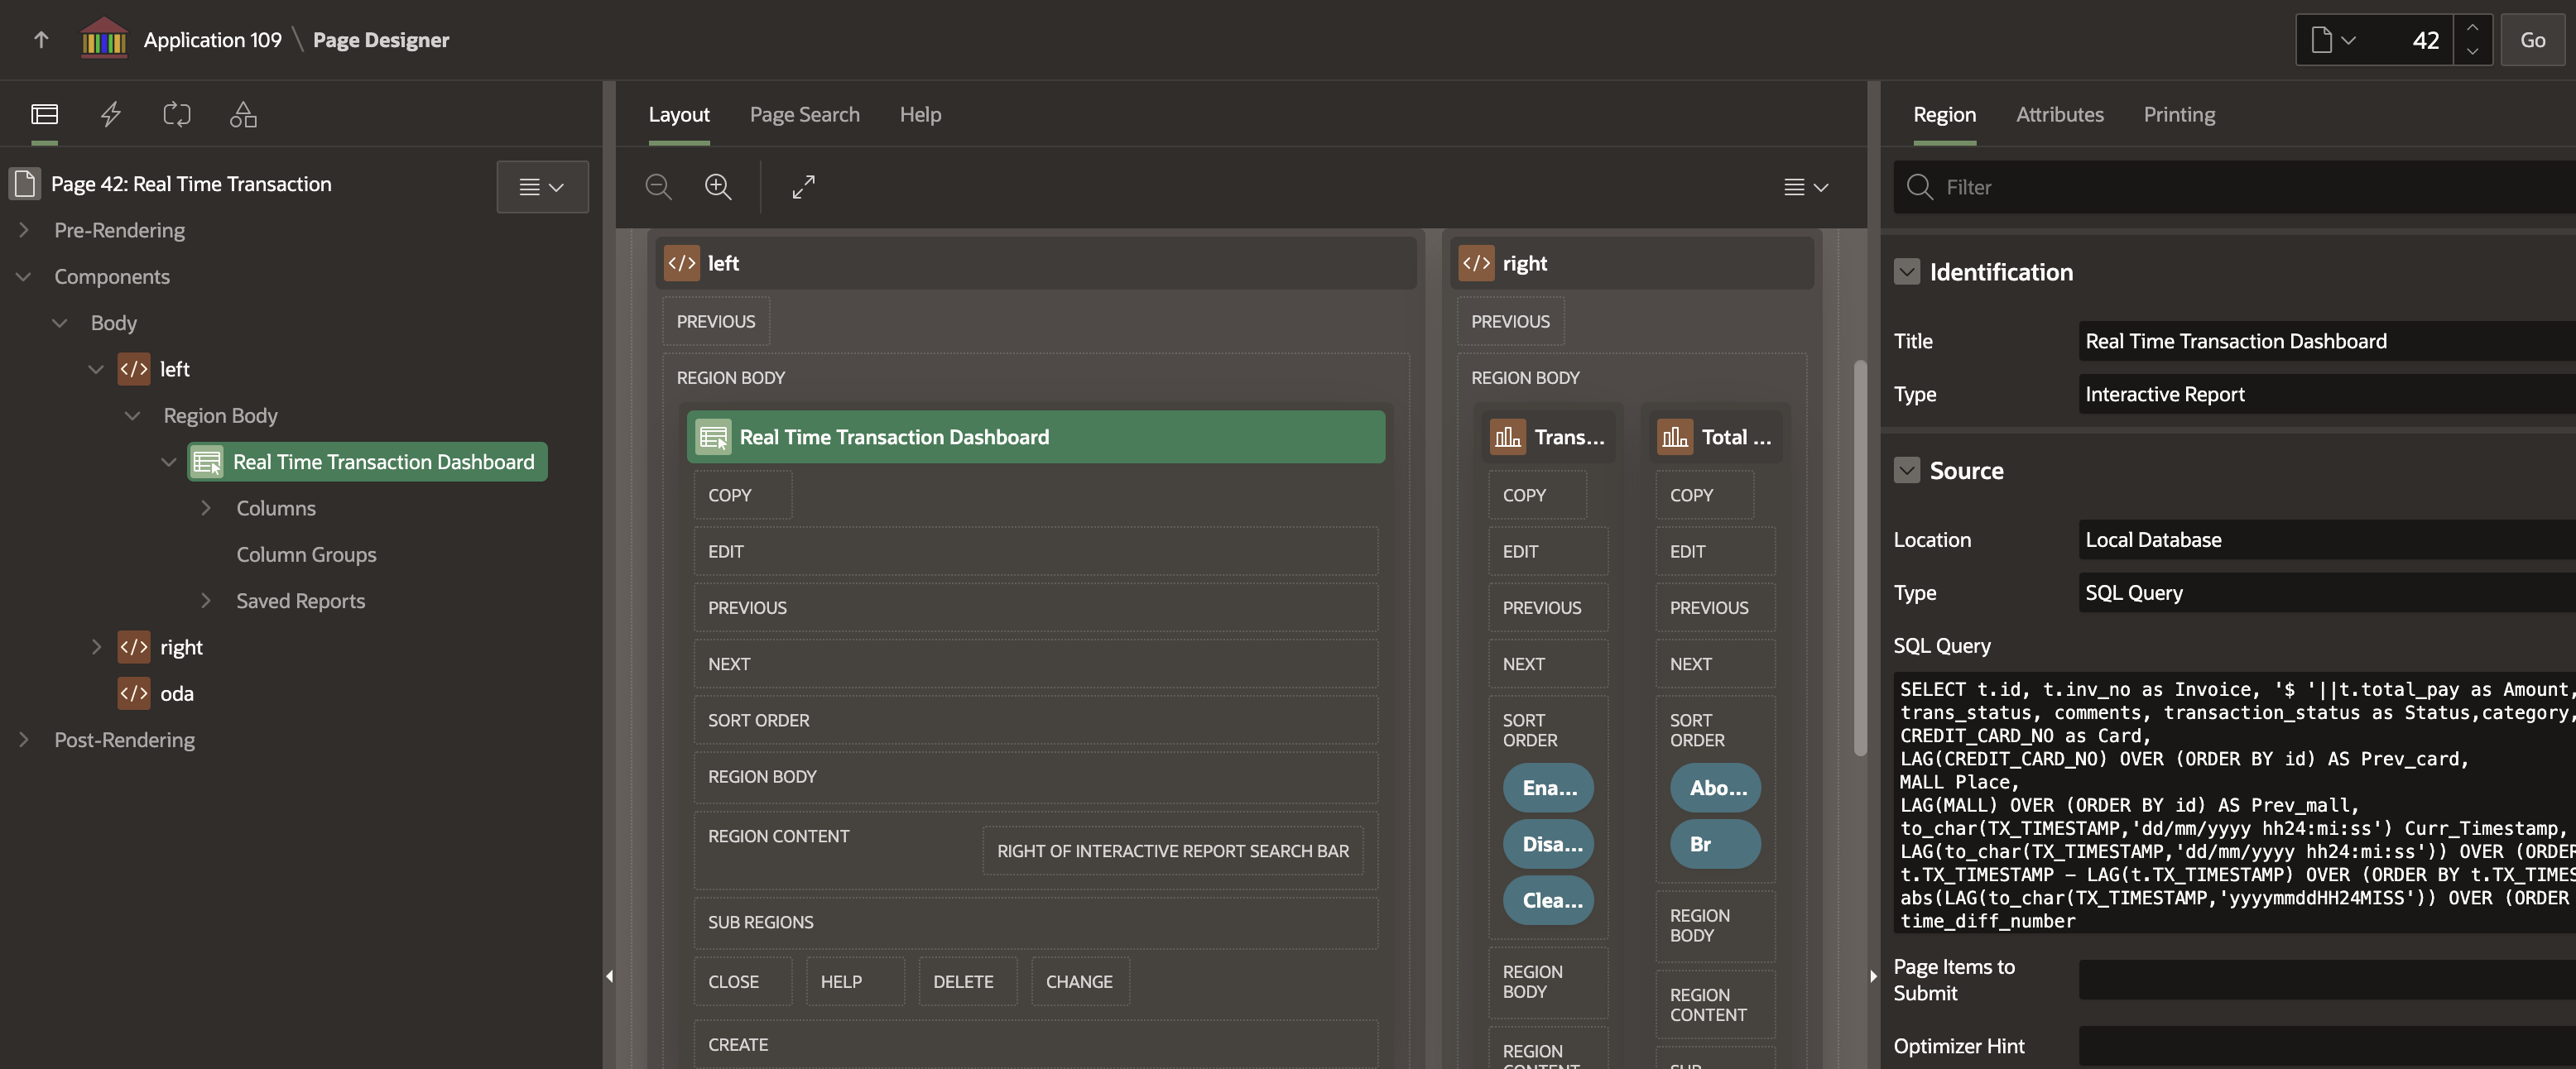 Application 109 \ Page Designer
42
Go
Page 42: Real Time Transaction
Pre-Rendering
Components
Body
left
Region Body
Real Time Transaction Dashboard
Columns
Column Groups
Saved Reports
right
oda
Post-Rendering
Layout Page Search Help
left
PREVIOUS
REGION BODY
Real Time Transaction Dashboard
COPY
EDIT
PREVIOUS
NEXT
SORT ORDER
REGION BODY
REGION CONTENT
RIGHT OF INTERACTIVE REPORT SEARCH BAR
SUB REGIONS
CLOSE HELP DELETE CHANGE
CREATE
right
PREVIOUS
REGION BODY
Trans...
COPY
EDIT
PREVIOUS
NEXT
SORT
ORDER
Ena...
Disa...
Clea...
REGION
BODY
REGION
CONTENT
Total ...
COPY
EDIT
PREVIOUS
NEXT
SORT
ORDER
Abo...
Br
REGION
BODY
REGION
CONTENT
SUB
Region Attributes Printing
Filter
Identification
Title Real Time Transaction Dashboard
Type Interactive Report
Source
Location Local Database
Type SQL Query
SQL Query
SELECT t.id, t.inv_no as Invoice, '$ '||t.total_pay as Amount,
trans_status, comments, transaction_status as Status,category,
CREDIT_CARD_NO as Card,
LAG(CREDIT_CARD_NO) OVER (ORDER BY id) AS Prev_card,
MALL Place,
LAG(MALL) OVER (ORDER BY id) AS Prev_mall,
to_char(TX_TIMESTAMP,'dd/mm/yyyy hh24:mi:ss') Curr_Timestamp,
LAG(to_char(TX_TIMESTAMP,'dd/mm/yyyy hh24:mi:ss')) OVER (ORDER
t.TX_TIMESTAMP - LAG(t.TX_TIMESTAMP) OVER (ORDER BY t.TX_TIMES
abs(LAG(to_char(TX_TIMESTAMP,'yyyymmddHH24MISS')) OVER (ORDER
time_diff_number
Page Items to
Submit
Optimizer Hint